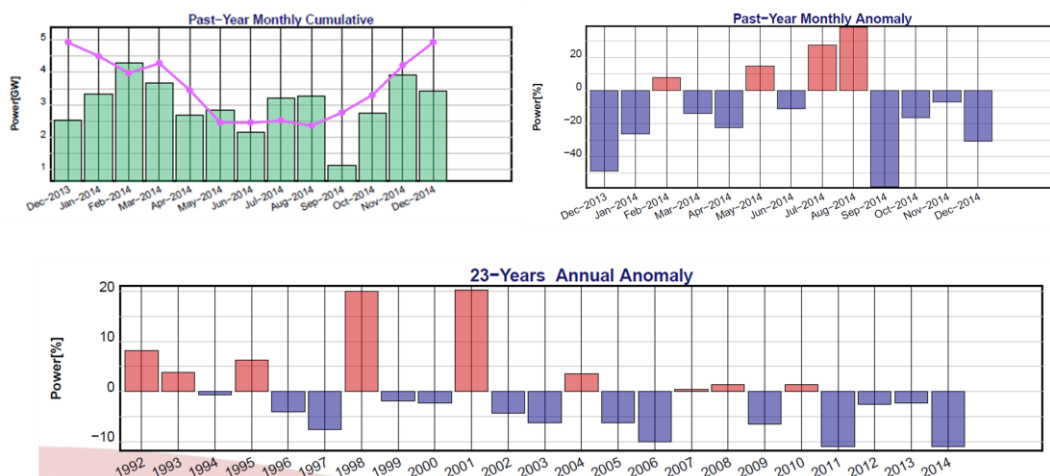 Past-Year Monthly Cumulative
Power[GW]
5
4
3
2
1
Dec-2013
Jan-2014
Feb-2014
Mar-2014
Apr-2014
May-2014
Jun-2014
Jul-2014
Aug-2014
Sep-2014
Oct-2014
Nov-2014
Dec-2014
Past-Year Monthly Anomaly
Power[%]
20
0
-20
-40
Dec-2013
Jan-2014
Feb-2014
Mar-2014
Apr-2014
May-2014
Jun-2014
Jul-2014
Aug-2014
Sep-2014
Oct-2014
Nov-2014
Dec-2014
23-Years Annual Anomaly
Power[%]
20
10
0
-10
1992
1993
1994
1995
1996
1997
1998
1999
2000
2001
2002
2003
2004
2005
2006
2007
2008
2009
2010
2011
2012
2013
2014